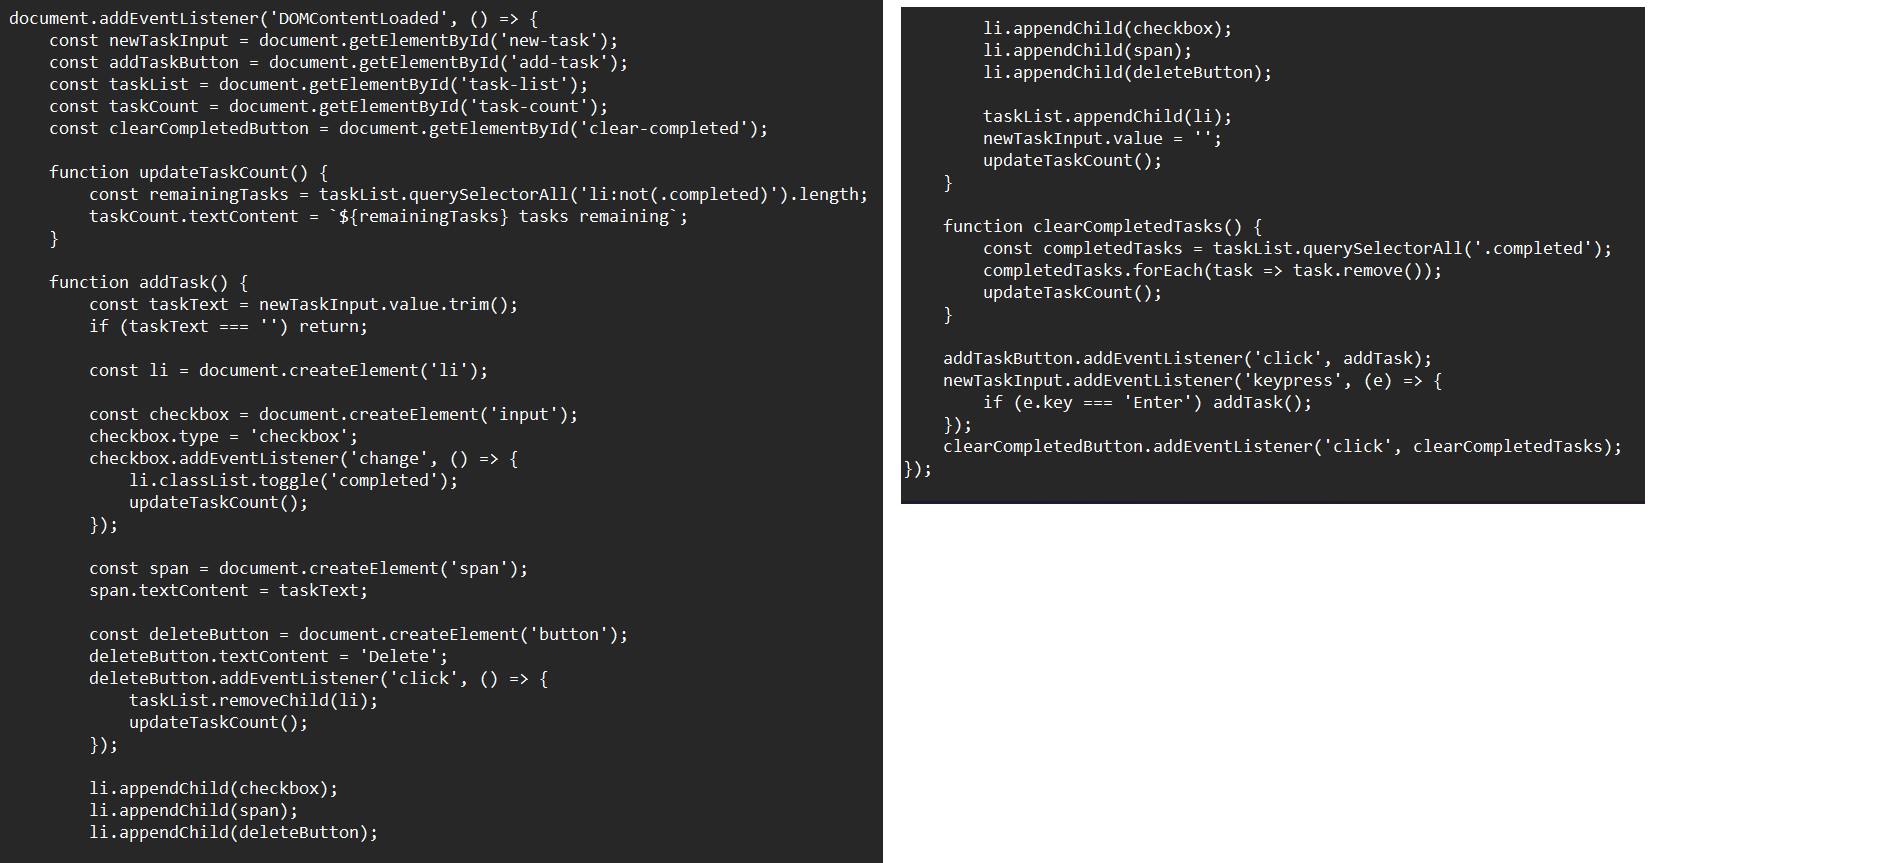 document.addEventListener('DOMContentLoaded', () => {
    const newTaskInput = document.getElementById('new-task');
    const addTaskButton = document.getElementById('add-task');
    const taskList = document.getElementById('task-list');
    const taskCount = document.getElementById('task-count');
    const clearCompletedButton = document.getElementById('clear-completed');

    function updateTaskCount() {
        const remainingTasks = taskList.querySelectorAll('li:not(.completed)').length;
        taskCount.textContent = `${remainingTasks} tasks remaining`;
    }

    function addTask() {
        const taskText = newTaskInput.value.trim();
        if (taskText === '') return;

        const li = document.createElement('li');

        const checkbox = document.createElement('input');
        checkbox.type = 'checkbox';
        checkbox.addEventListener('change', () => {
            li.classList.toggle('completed');
            updateTaskCount();
        });

        const span = document.createElement('span');
        span.textContent = taskText;

        const deleteButton = document.createElement('button');
        deleteButton.textContent = 'Delete';
        deleteButton.addEventListener('click', () => {
            taskList.removeChild(li);
            updateTaskCount();
        });

        li.appendChild(checkbox);
        li.appendChild(span);
        li.appendChild(deleteButton);
        li.appendChild(checkbox);
        li.appendChild(span);
        li.appendChild(deleteButton);

        taskList.appendChild(li);
        newTaskInput.value = '';
        updateTaskCount();
    }

    function clearCompletedTasks() {
        const completedTasks = taskList.querySelectorAll('.completed');
        completedTasks.forEach(task => task.remove());
        updateTaskCount();
    }

    addTaskButton.addEventListener('click', addTask);
    newTaskInput.addEventListener('keypress', (e) => {
        if (e.key === 'Enter') addTask();
    });
    clearCompletedButton.addEventListener('click', clearCompletedTasks);
});